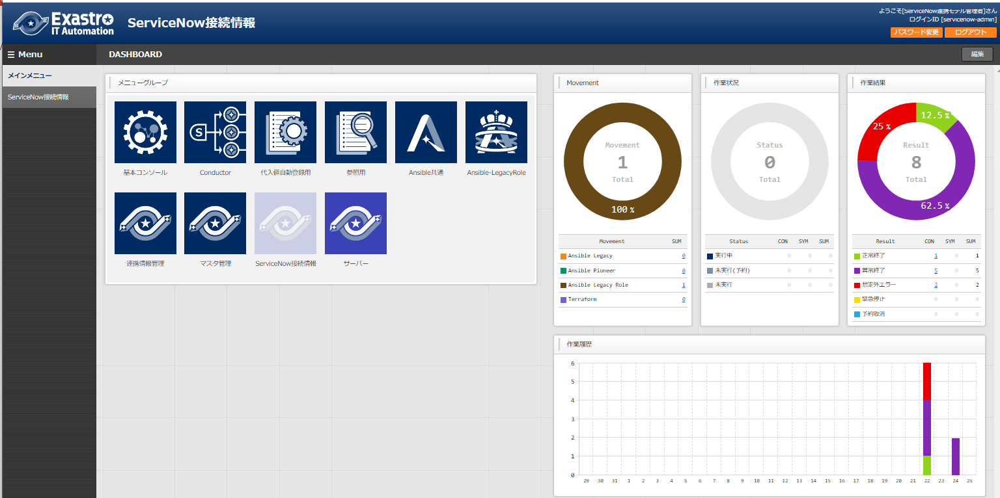 Exastro
IT Automation
ServiceNow接続情報
ようこそ[ServiceNow連携モデル管理者]さん
ログインID [servicenow-admin]
パスワード変更 ログアウト
Menu
DASHBOARD
編集
メインメニュー
ServiceNow接続情報
メニューグループ
基本コンソール Conductor 代入値自動登録用 参照用 Ansible共通 Ansible-LegacyRole
連携情報管理 マスタ管理 ServiceNow接続情報 サーバー
Movement
Movement
1
Total
100 %
Movement SUM
Ansible Legacy 0
Ansible Pioneer 0
Ansible Legacy Role 1
Terraform 0
作業状況
Status
0
Total
Status CON SYM SUM
実行中 0 0 0
未実行(予約) 0 0 0
未実行 0 0 0
作業結果
12.5 %
25 %
Result
8
Total
62.5 %
Result CON SYM SUM
正常終了 1 0 1
異常終了 5 0 5
想定外エラー 2 0 2
緊急停止 0 0 0
予約取消 0 0 0
作業履歴
6
5
4
3
2
1
0
29 30 31 1 2 3 4 5 6 7 8 9 10 11 12 13 14 15 16 17 18 19 20 21 22 23 24 25